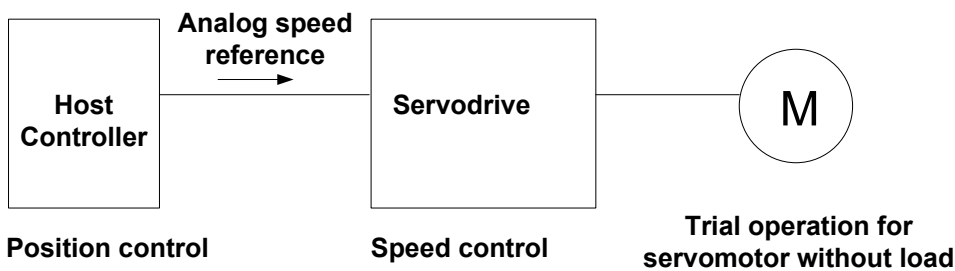 Analog speed
reference
Host
Controller
Servodrive
M
Position control
Speed control
Trial operation for
servomotor without load